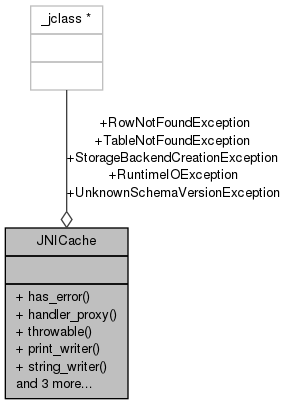 _jclass *
+RowNotFoundException
+TableNotFoundException
+StorageBackendCreationException
+RuntimeIOException
+UnknownSchemaVersionException
JNICache
+ has_error()
+ handler_proxy()
+ throwable()
+ print_writer()
+ string_writer()
and 3 more...